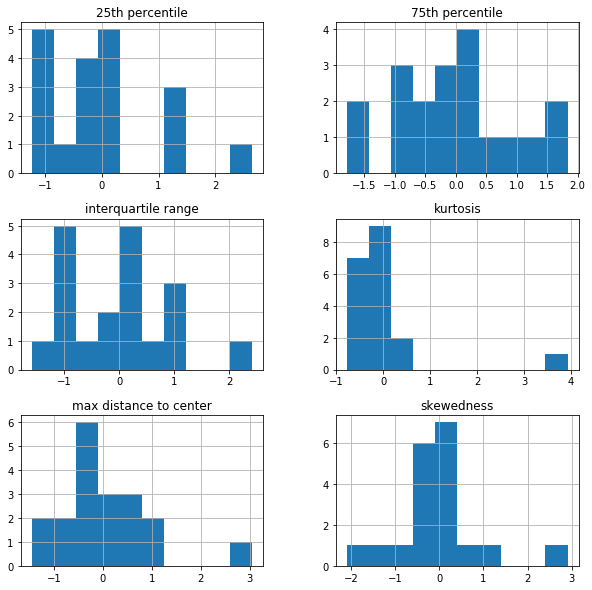 25th percentile
75th percentile
5
4
3
2
1
0
−1 0 1 2
4
3
2
1
0
−1.5 −1.0 −0.5 0.0 0.5 1.0 1.5 2.0
interquartile range
kurtosis
5
4
3
2
1
0
−1 0 1 2
8
6
4
2
0
−1 0 1 2 3 4
max distance to center
skewedness
6
5
4
3
2
1
0
−1 0 1 2 3
6
4
2
0
−2 −1 0 1 2 3